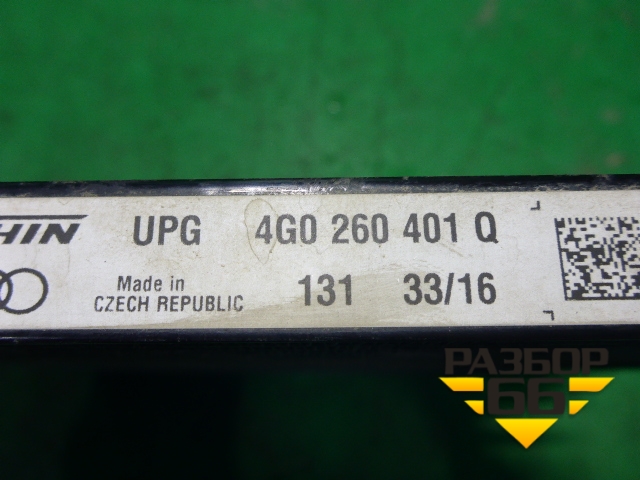 HIN UPG 4G0 260 401 Q
Made in
CZECH REPUBLIC
131 33/16
РАЗБОР
66